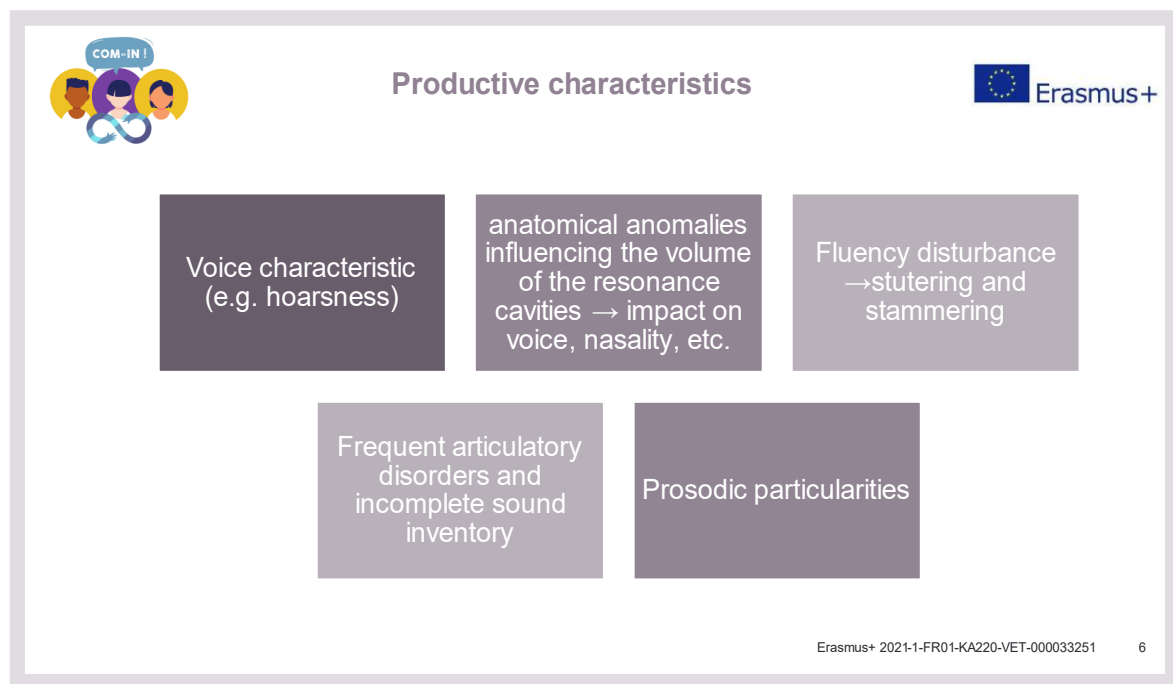 COM-IN !
Productive characteristics
Erasmus+
Voice characteristic
(e.g. hoarsness)
anatomical anomalies
influencing the volume
of the resonance
cavities → impact on
voice, nasality, etc.
Fluency disturbance
→stutering and
stammering
Frequent articulatory
disorders and
incomplete sound
inventory
Prosodic particularities
Erasmus+ 2021-1-FR01-KA220-VET-000033251
6